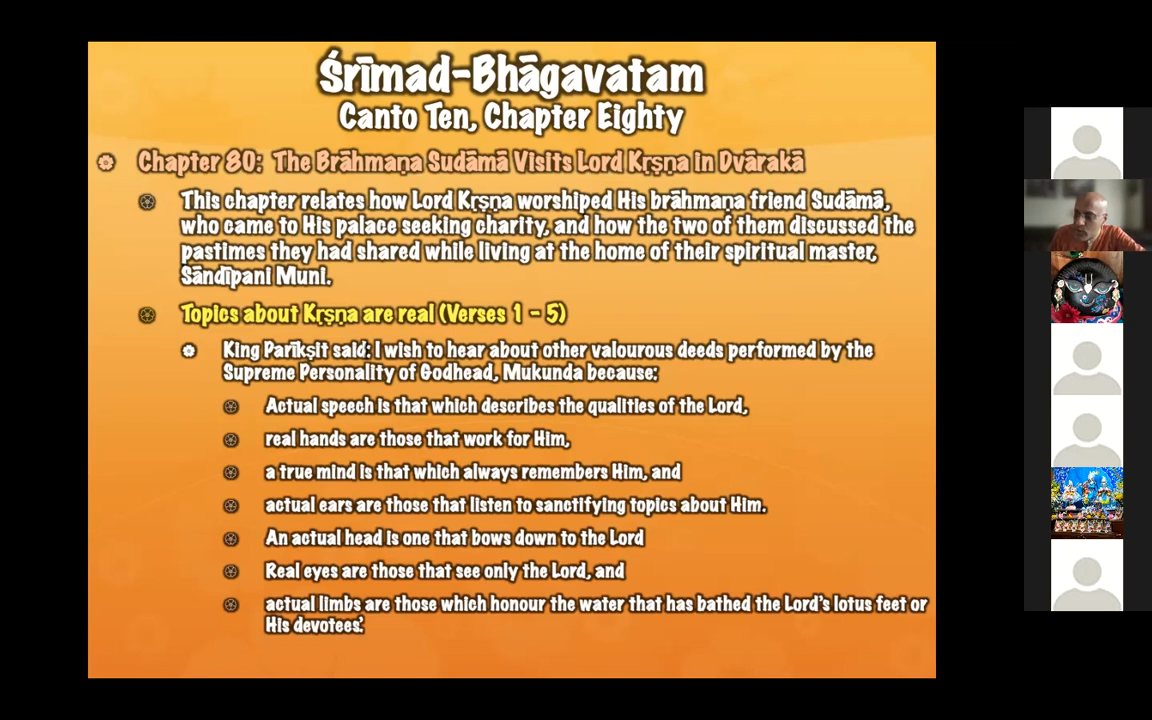 Śrīmad-Bhāgavatam
Canto Ten, Chapter Eighty
Chapter 80: The Brāhmaṇa Sudāmā Visits Lord Kṛṣṇa in Dvārakā
This chapter relates how Lord Kṛṣṇa worshiped His brāhmaṇa friend Sudāmā,
who came to His palace seeking charity, and how the two of them discussed the
pastimes they had shared while living at the home of their spiritual master,
Sāndīpani Muni.
Topics about Kṛṣṇa are real (Verses 1 - 5)
King Parīkṣit said: I wish to hear about other valourous deeds performed by the
Supreme Personality of Godhead, Mukunda because:
Actual speech is that which describes the qualities of the Lord,
real hands are those that work for Him,
a true mind is that which always remembers Him, and
actual ears are those that listen to sanctifying topics about Him.
An actual head is one that bows down to the Lord
Real eyes are those that see only the Lord, and
actual limbs are those which honour the water that has bathed the Lord's lotus feet or
His devotees'.